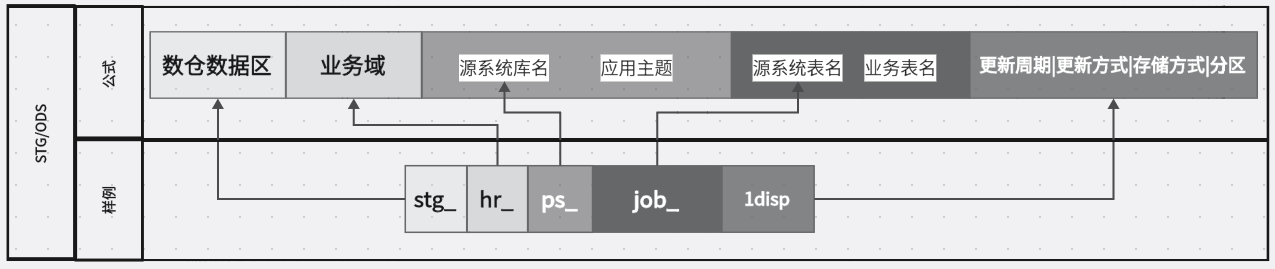 STG/ODS
公式
数仓数据区
业务域
源系统库名
应用主题
源系统表名
业务表名
更新周期|更新方式|存储方式|分区
样例
stg_
hr_
ps_
job_
1disp